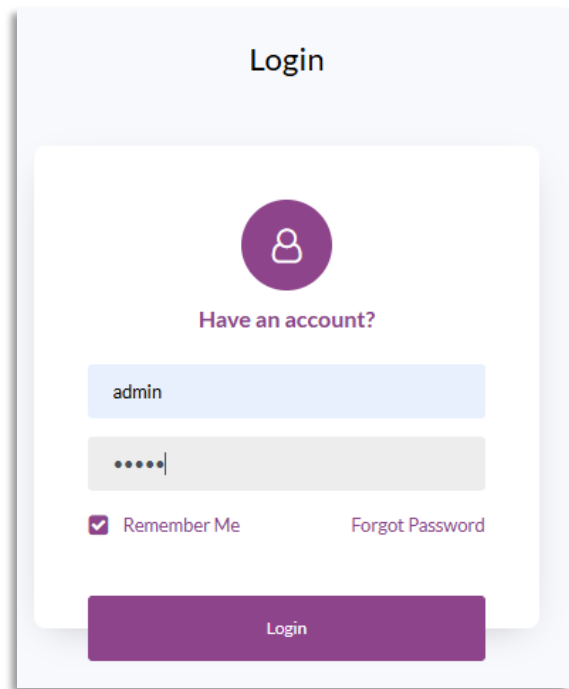 Login
Have an account?
admin
•••••
Remember Me Forgot Password
Login